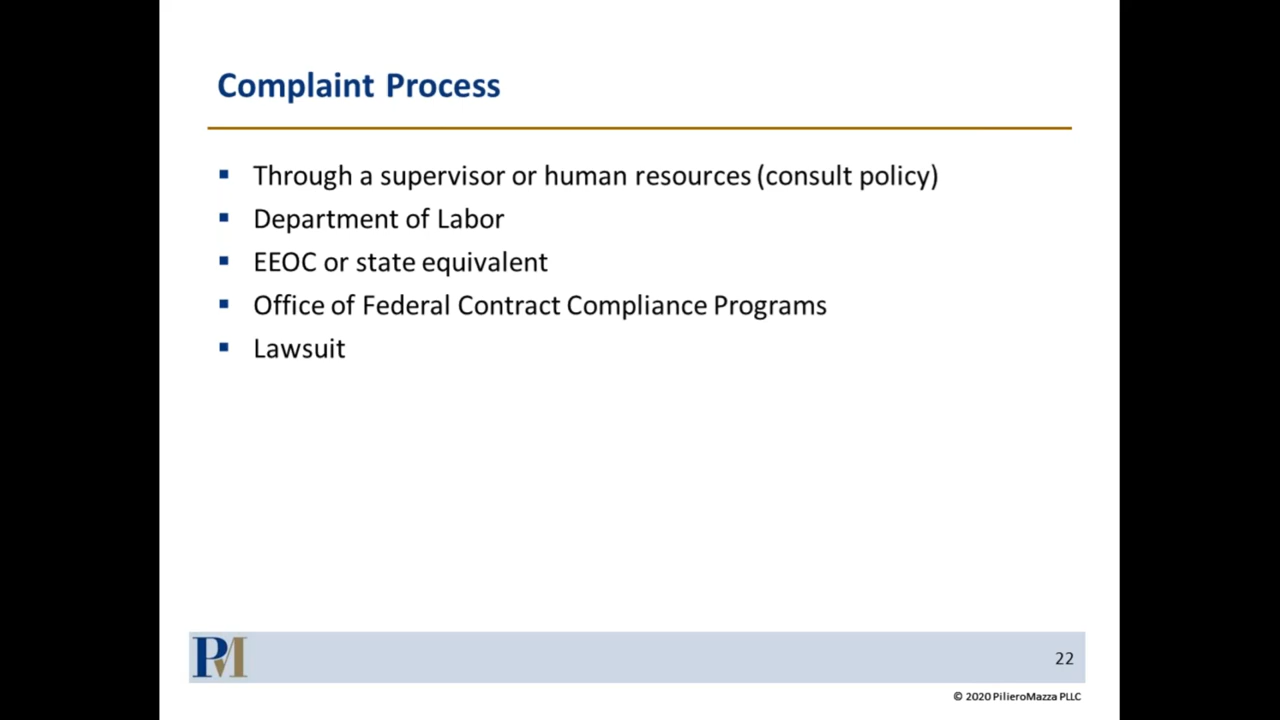 Complaint Process
▪ Through a supervisor or human resources (consult policy)
▪ Department of Labor
▪ EEOC or state equivalent
▪ Office of Federal Contract Compliance Programs
▪ Lawsuit
PM
22
© 2020 PilieroMazza PLLC